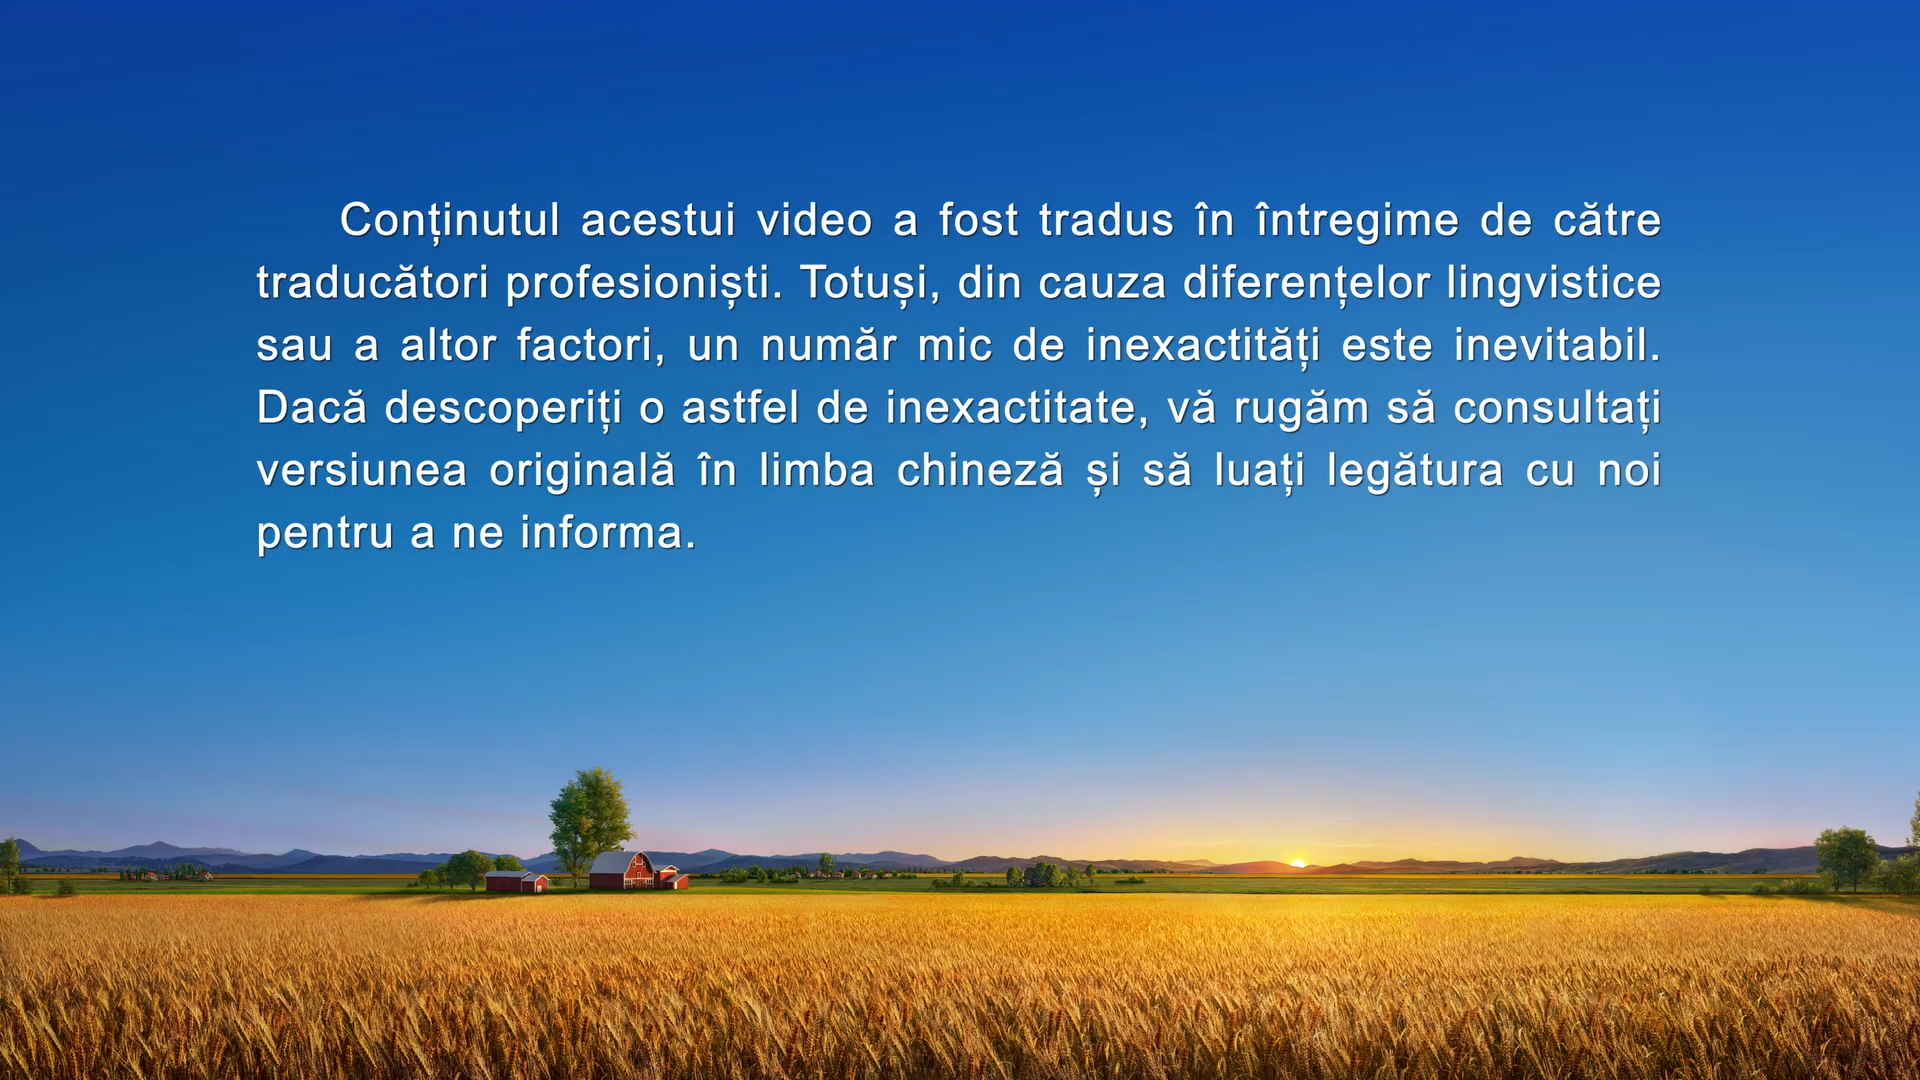 Conținutul acestui video a fost tradus în întregime de către
traducători profesioniști. Totuși, din cauza diferențelor lingvistice
sau a altor factori, un număr mic de inexactități este inevitabil.
Dacă descoperiți o astfel de inexactitate, vă rugăm să consultați
versiunea originală în limba chineză și să luați legătura cu noi
pentru a ne informa.